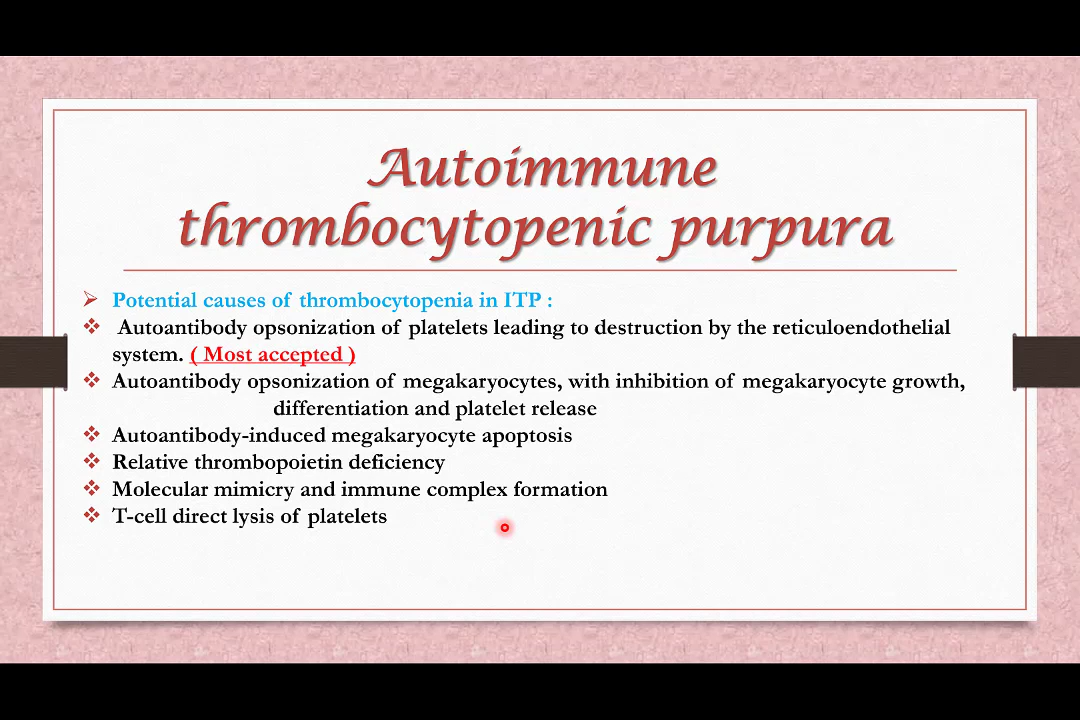 Autoimmune
thrombocytopenic purpura
Potential causes of thrombocytopenia in ITP :
Autoantibody opsonization of platelets leading to destruction by the reticuloendothelial
system. ( Most accepted )
Autoantibody opsonization of megakaryocytes, with inhibition of megakaryocyte growth,
differentiation and platelet release
Autoantibody-induced megakaryocyte apoptosis
Relative thrombopoietin deficiency
Molecular mimicry and immune complex formation
T-cell direct lysis of platelets